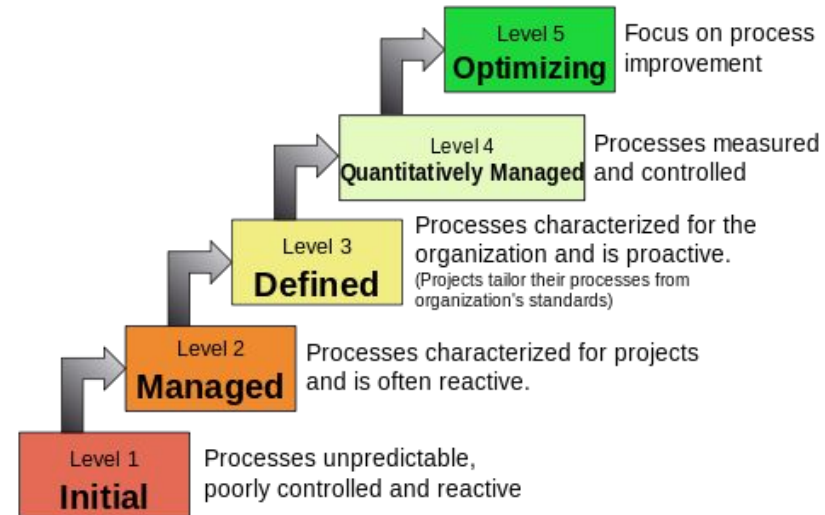 Level 5
Optimizing
Focus on process
improvement
Level 4
Quantitatively Managed
Processes measured
and controlled
Level 3
Defined
Processes characterized for the
organization and is proactive.
(Projects tailor their processes from
organization's standards)
Level 2
Managed
Processes characterized for projects
and is often reactive.
Level 1
Initial
Processes unpredictable,
poorly controlled and reactive